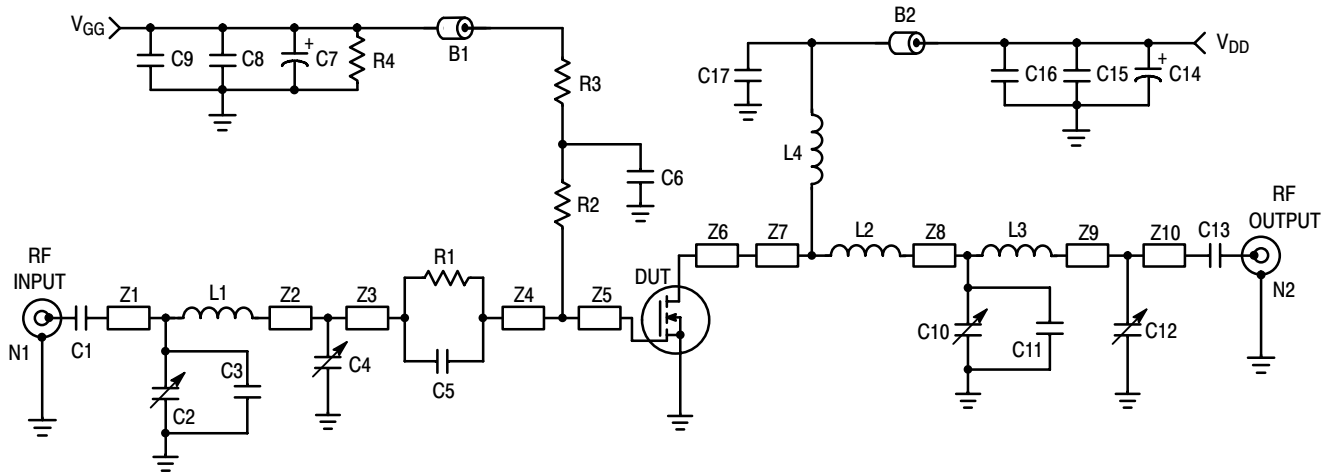 VGG
C9
C8
+
C7
R4
B1
R3
C6
R2
B2
C17
C16
C15
+
C14
VDD
L4
RF
INPUT
N1
C1
Z1
L1
Z2
Z3
R1
C5
Z4
Z5
C2
C3
C4
DUT
Z6
Z7
L2
Z8
L3
Z9
Z10
C13
RF
OUTPUT
N2
C10
C11
C12